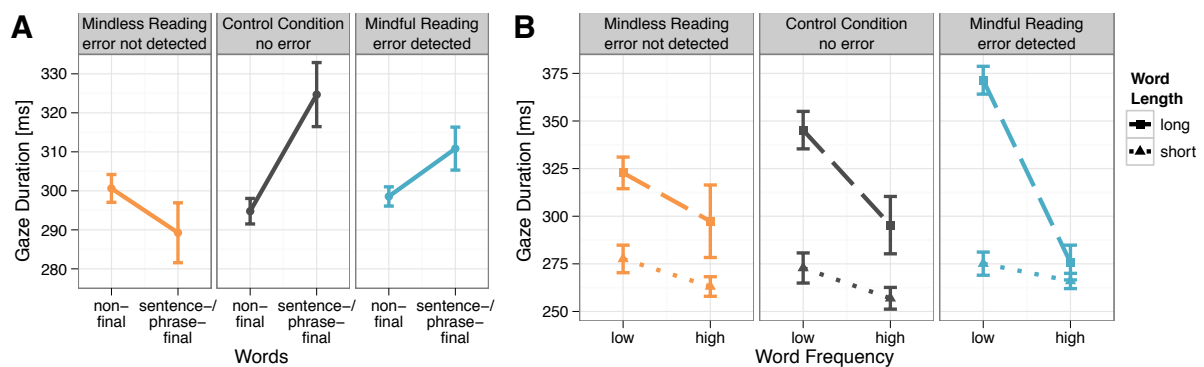 A
Mindless Reading
error not detected
Control Condition
no error
Mindful Reading
error detected
Gaze Duration [ms]
330
320
310
300
290
280
non−
final
sentence−/
phrase−
final
non−
final
sentence−/
phrase−
final
non−
final
sentence−/
phrase−
final
Words
B
Mindless Reading
error not detected
Control Condition
no error
Mindful Reading
error detected
Gaze Duration [ms]
375
350
325
300
275
250
low
high
low
high
low
high
Word Frequency
Word
Length
long
short